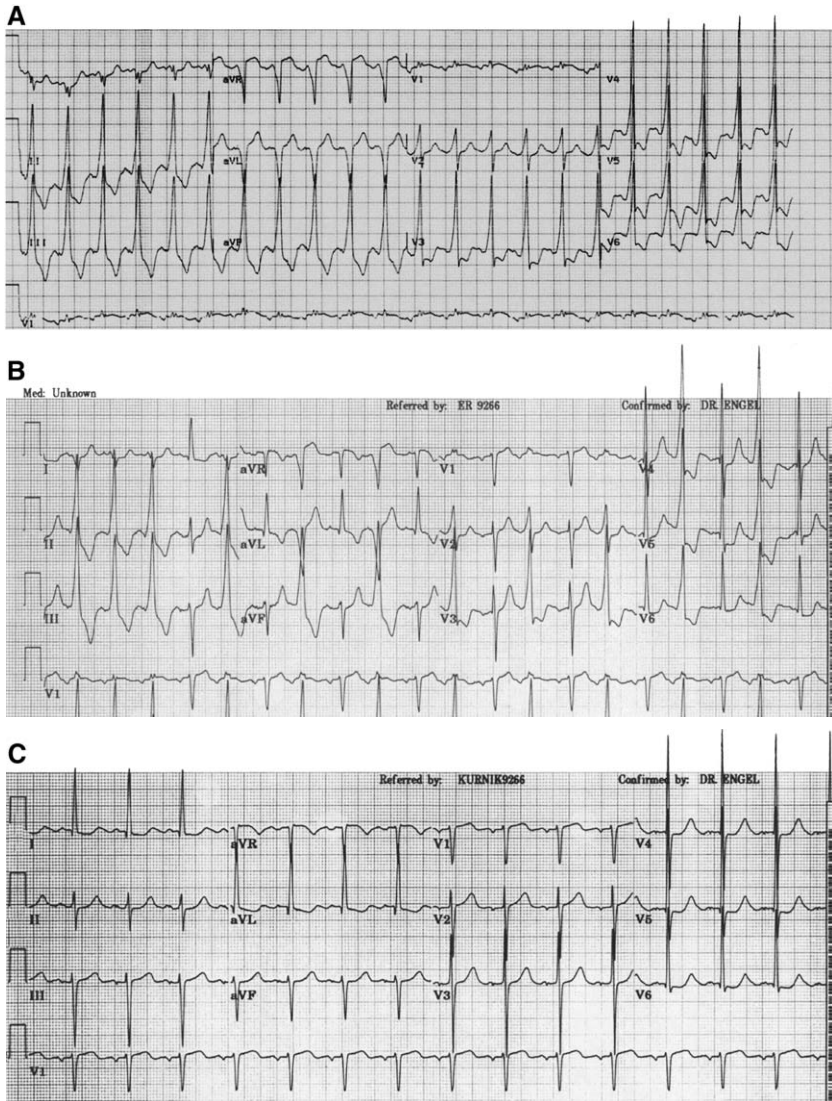 A
aVR
V1
V4
II
aVL
V2
V5
III
aVF
V3
V6
V1
B
Med: Unknown
Referred by: ER 9266
Confirmed by: DR. ENGEL
I
aVR
V1
V4
II
aVL
V2
V5
III
aVF
V3
V6
V1
C
Referred by: KURNIK9266
Confirmed by: DR. ENGEL
I
aVR
V1
V4
II
aVL
V2
V5
III
aVF
V3
V6
V1